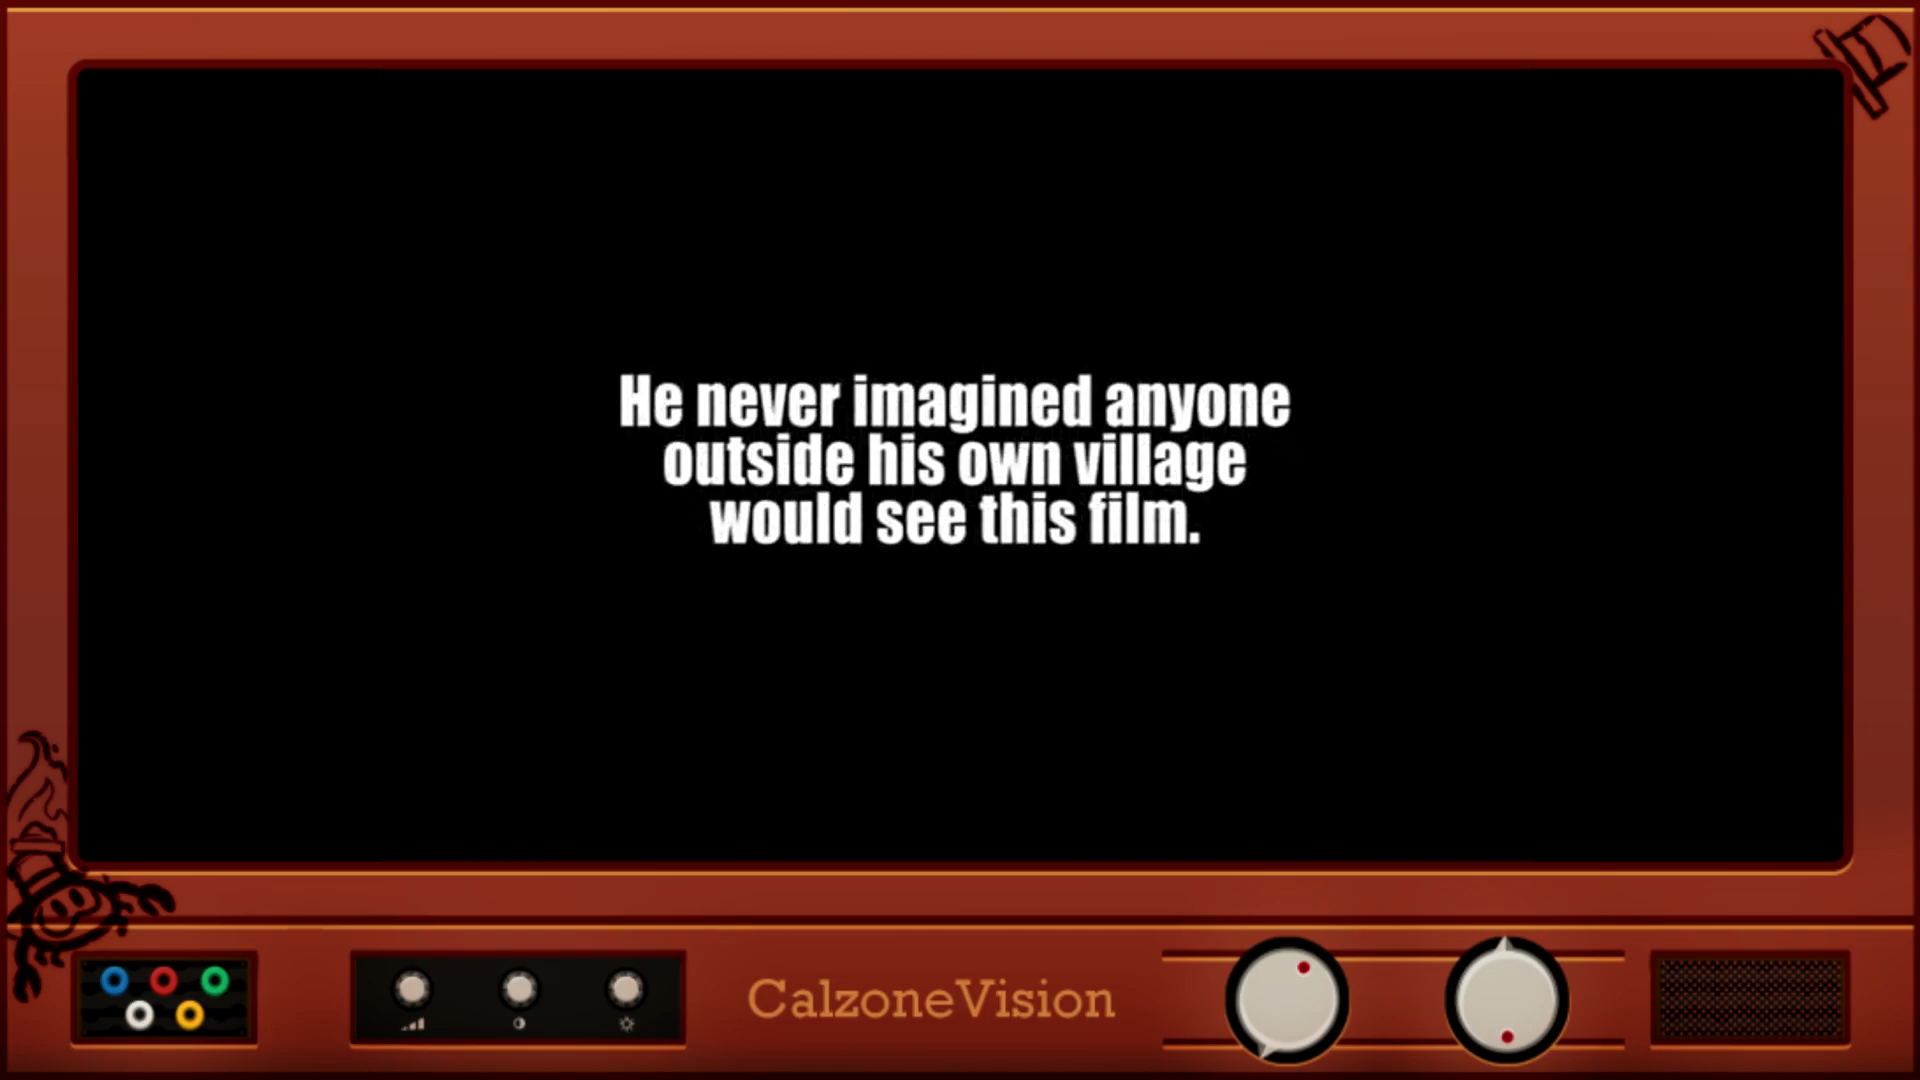 He never imagined anyone
outside his own village
would see this film.
CalzoneVision